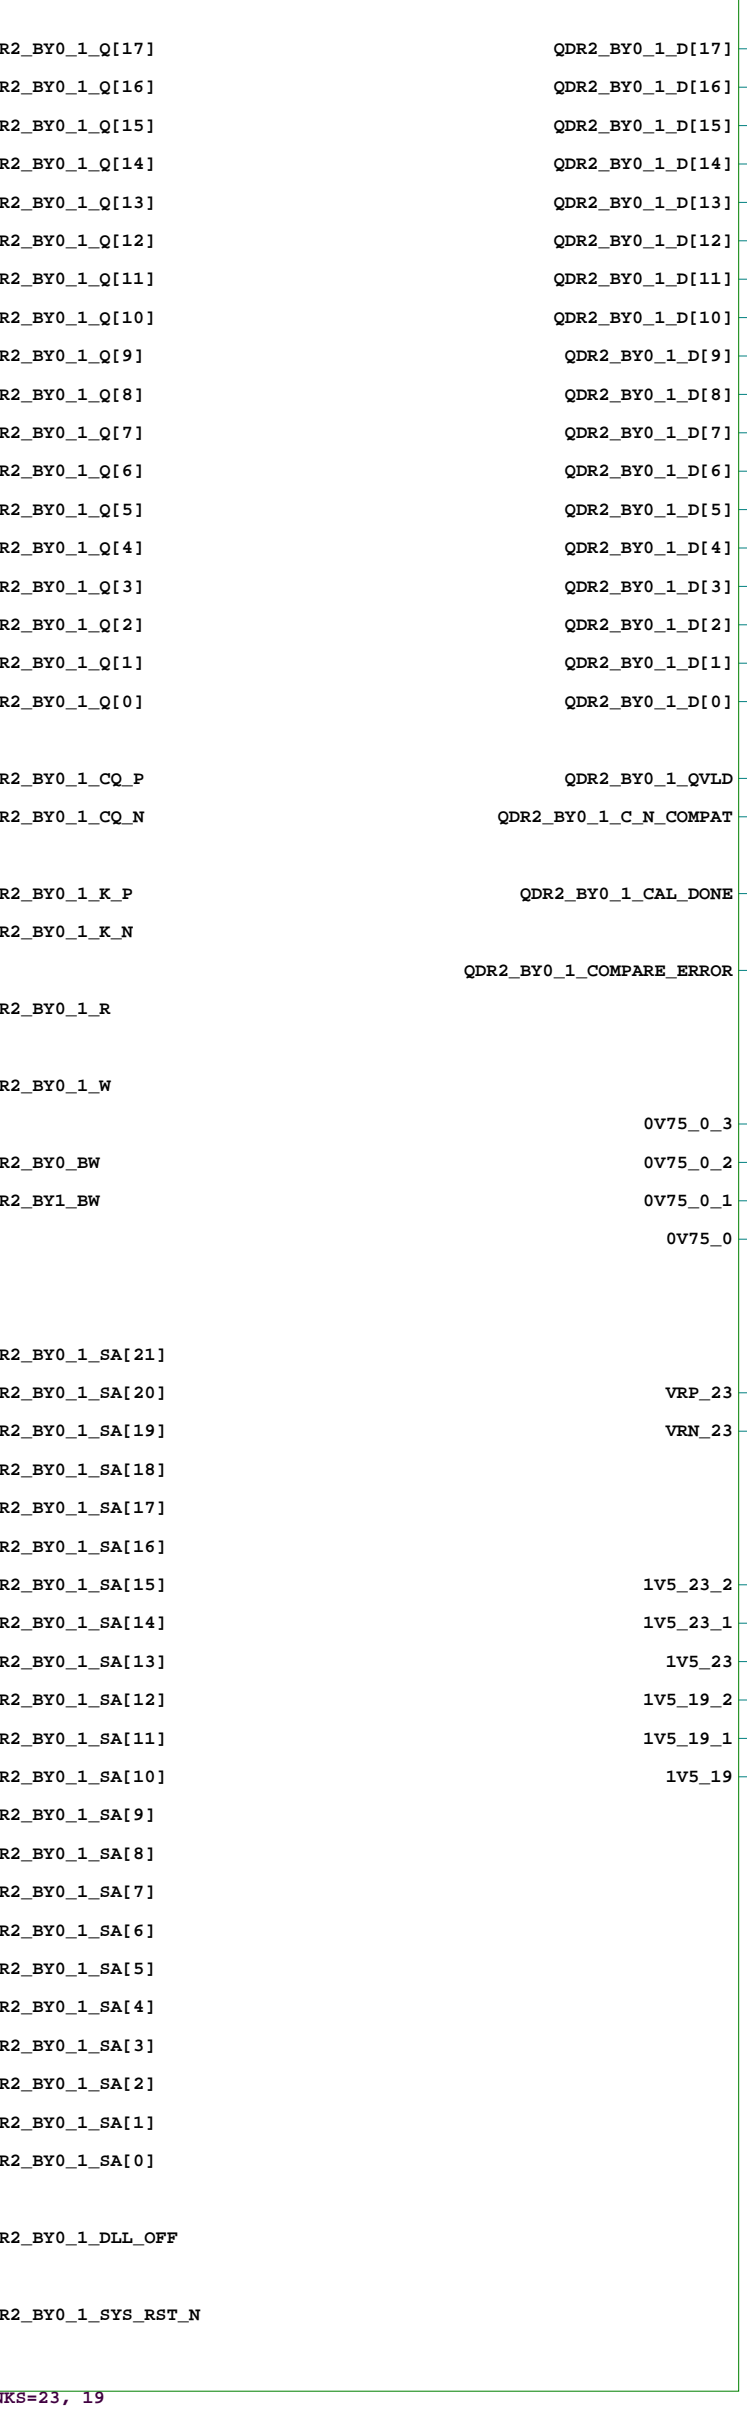 R2_BY0_1_Q[17] QDR2_BY0_1_D[17]
R2_BY0_1_Q[16] QDR2_BY0_1_D[16]
R2_BY0_1_Q[15] QDR2_BY0_1_D[15]
R2_BY0_1_Q[14] QDR2_BY0_1_D[14]
R2_BY0_1_Q[13] QDR2_BY0_1_D[13]
R2_BY0_1_Q[12] QDR2_BY0_1_D[12]
R2_BY0_1_Q[11] QDR2_BY0_1_D[11]
R2_BY0_1_Q[10] QDR2_BY0_1_D[10]
R2_BY0_1_Q[9] QDR2_BY0_1_D[9]
R2_BY0_1_Q[8] QDR2_BY0_1_D[8]
R2_BY0_1_Q[7] QDR2_BY0_1_D[7]
R2_BY0_1_Q[6] QDR2_BY0_1_D[6]
R2_BY0_1_Q[5] QDR2_BY0_1_D[5]
R2_BY0_1_Q[4] QDR2_BY0_1_D[4]
R2_BY0_1_Q[3] QDR2_BY0_1_D[3]
R2_BY0_1_Q[2] QDR2_BY0_1_D[2]
R2_BY0_1_Q[1] QDR2_BY0_1_D[1]
R2_BY0_1_Q[0] QDR2_BY0_1_D[0]
R2_BY0_1_CQ_P QDR2_BY0_1_QVLD
R2_BY0_1_CQ_N QDR2_BY0_1_C_N_COMPAT
R2_BY0_1_K_P QDR2_BY0_1_CAL_DONE
R2_BY0_1_K_N
QDR2_BY0_1_COMPARE_ERROR
R2_BY0_1_R
R2_BY0_1_W
0V75_0_3
R2_BY0_BW 0V75_0_2
R2_BY1_BW 0V75_0_1
0V75_0
R2_BY0_1_SA[21]
R2_BY0_1_SA[20] VRP_23
R2_BY0_1_SA[19] VRN_23
R2_BY0_1_SA[18]
R2_BY0_1_SA[17]
R2_BY0_1_SA[16]
R2_BY0_1_SA[15] 1V5_23_2
R2_BY0_1_SA[14] 1V5_23_1
R2_BY0_1_SA[13] 1V5_23
R2_BY0_1_SA[12] 1V5_19_2
R2_BY0_1_SA[11] 1V5_19_1
R2_BY0_1_SA[10] 1V5_19
R2_BY0_1_SA[9]
R2_BY0_1_SA[8]
R2_BY0_1_SA[7]
R2_BY0_1_SA[6]
R2_BY0_1_SA[5]
R2_BY0_1_SA[4]
R2_BY0_1_SA[3]
R2_BY0_1_SA[2]
R2_BY0_1_SA[1]
R2_BY0_1_SA[0]
R2_BY0_1_DLL_OFF
R2_BY0_1_SYS_RST_N
NKS=23, 19